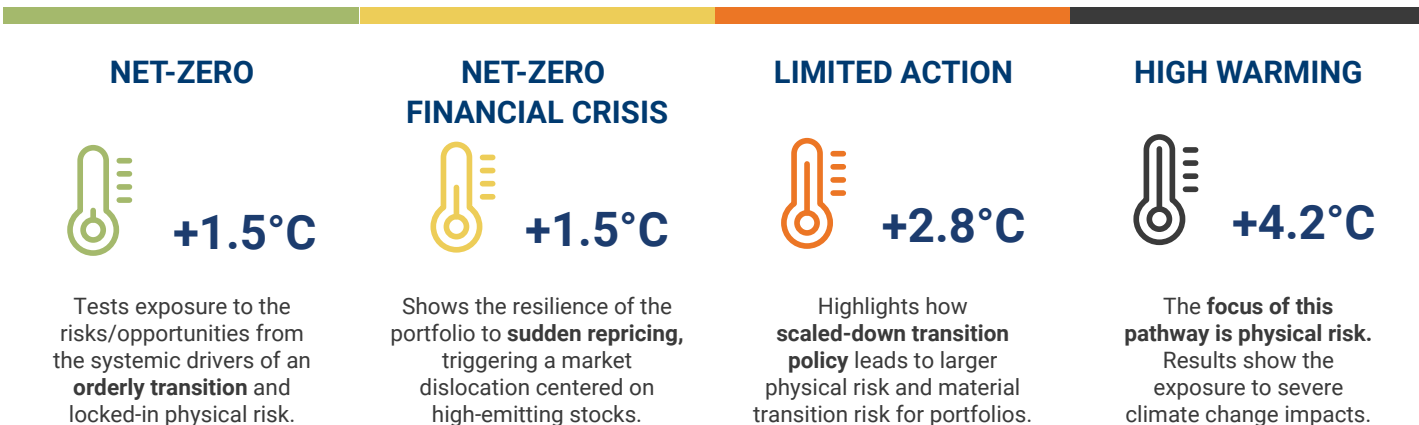 NET-ZERO
+1.5°C
Tests exposure to the
risks/opportunities from
the systemic drivers of an
orderly transition and
locked-in physical risk.
NET-ZERO
FINANCIAL CRISIS
+1.5°C
Shows the resilience of the
portfolio to sudden repricing,
triggering a market
dislocation centered on
high-emitting stocks.
LIMITED ACTION
+2.8°C
Highlights how
scaled-down transition
policy leads to larger
physical risk and material
transition risk for portfolios.
HIGH WARMING
+4.2°C
The focus of this
pathway is physical risk.
Results show the
exposure to severe
climate change impacts.